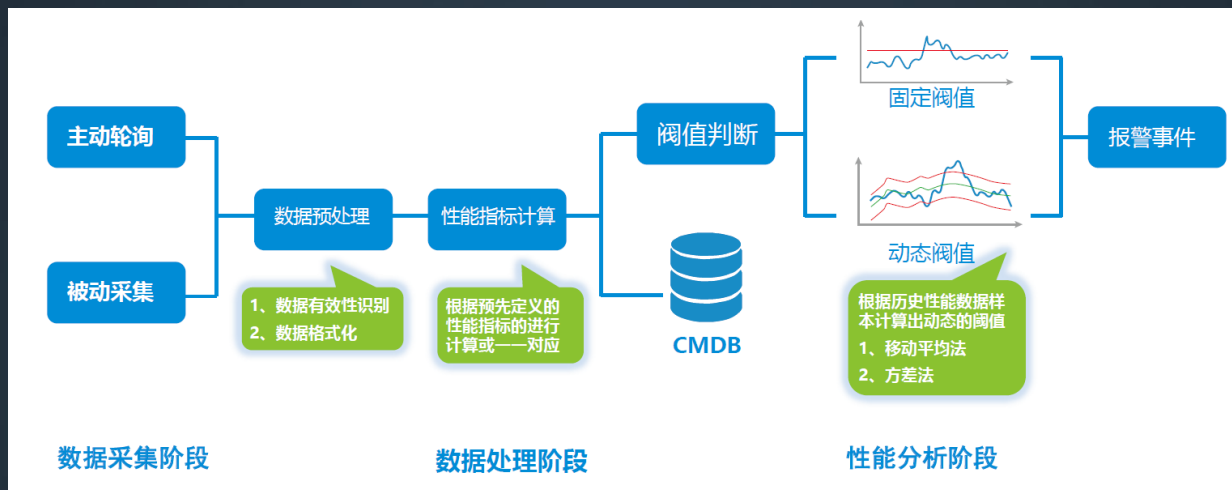 主动轮询
被动采集
数据预处理
1、数据有效性识别
2、数据格式化
性能指标计算
根据预先定义的
性能指标的进行
计算或一一对应
阀值判断
CMDB
固定阀值
动态阀值
根据历史性能数据样
本计算出动态的阈值
1、移动平均法
2、方差法
报警事件
数据采集阶段
数据处理阶段
性能分析阶段